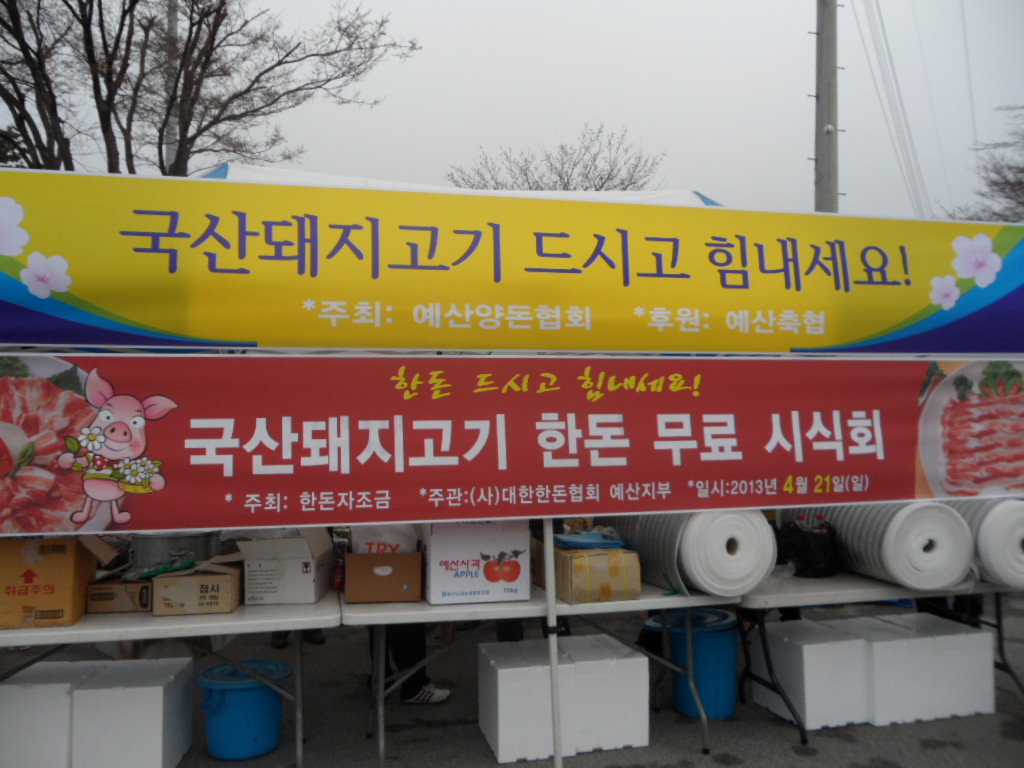 국산돼지고기 드시고 힘내세요!
*주최: 예산양돈협회 *후원: 예산축협
한돈 드시고 힘내세요!
국산돼지고기 한돈 무료 시식회
* 주최: 한돈자조금 *주관:(사)대한한돈협회 예산지부 *일시:2013년 4월 21일(일)
취급주의
접시
TRY
예산사과
APPLE